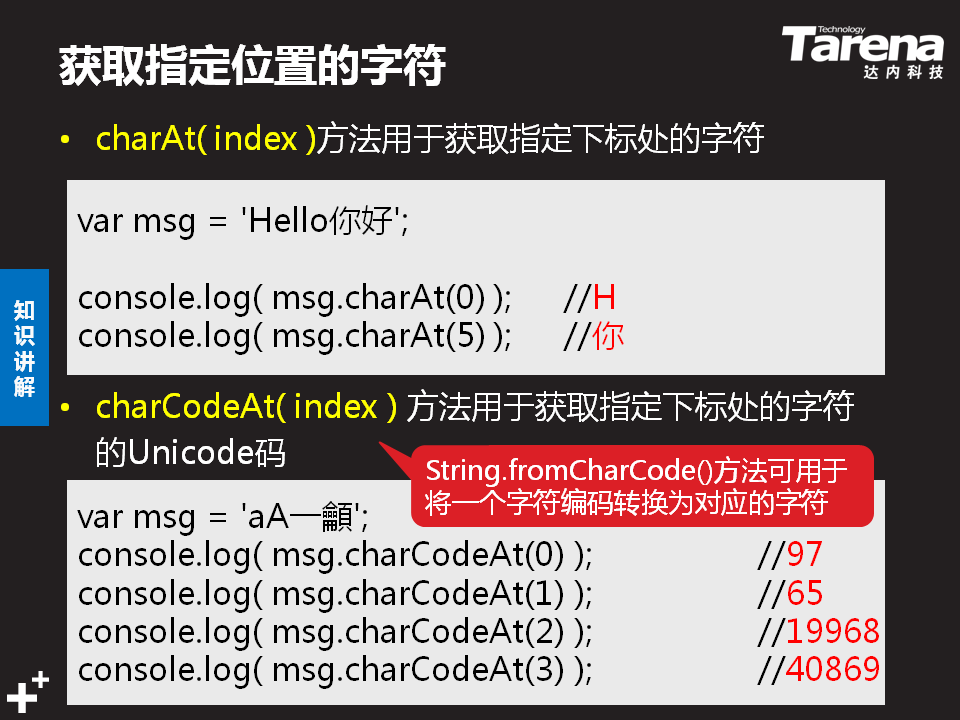 获取指定位置的字符
Technology
Tarena
达内科技
• charAt( index )方法用于获取指定下标处的字符
var msg = 'Hello你好';
console.log( msg.charAt(0) ); //H
console.log( msg.charAt(5) ); //你
知识讲解
• charCodeAt( index ) 方法用于获取指定下标处的字符
的Unicode码
String.fromCharCode()方法可用于
将一个字符编码转换为对应的字符
var msg = 'aA一龥';
console.log( msg.charCodeAt(0) ); //97
console.log( msg.charCodeAt(1) ); //65
console.log( msg.charCodeAt(2) ); //19968
console.log( msg.charCodeAt(3) ); //40869